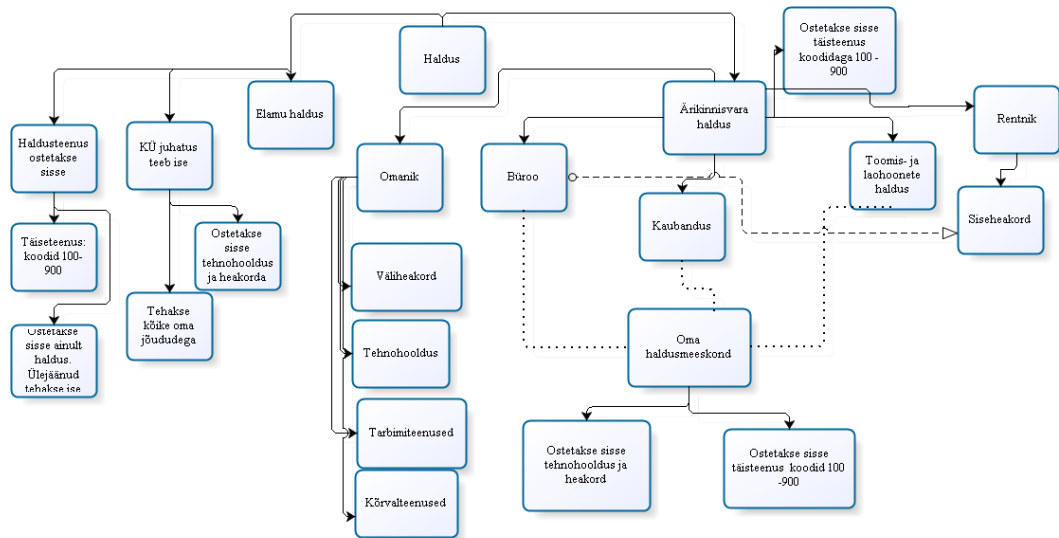 Haldus
Ostetakse sisse
täisteenus
koodidaga 100 -
900
Elamu haldus
Ärikinnisvara
haldus
Rentnik
Haldusteenus
ostetakse
sisse
KÜ juhatus
teeb ise
Omanik
Büroo
Toomis- ja
laohoonete
haldus
Kaubandus
Siseheakord
Täiseteenus:
koodid 100-
900
Ostetakse
sisse
tehnohooldus
ja heakorda
Väliheakord
Tehakse
kõike oma
jõududega
Ostetakse
sisse ainult
haldus.
Ülejäänud
tehakse ise
Tehnohooldus
Oma
haldusmeeskond
Tarbimiteenused
Ostetakse sisse
tehnohooldus ja
heakord
Ostetakse sisse
täisteenus koodid 100
-900
Kõrvalteenused